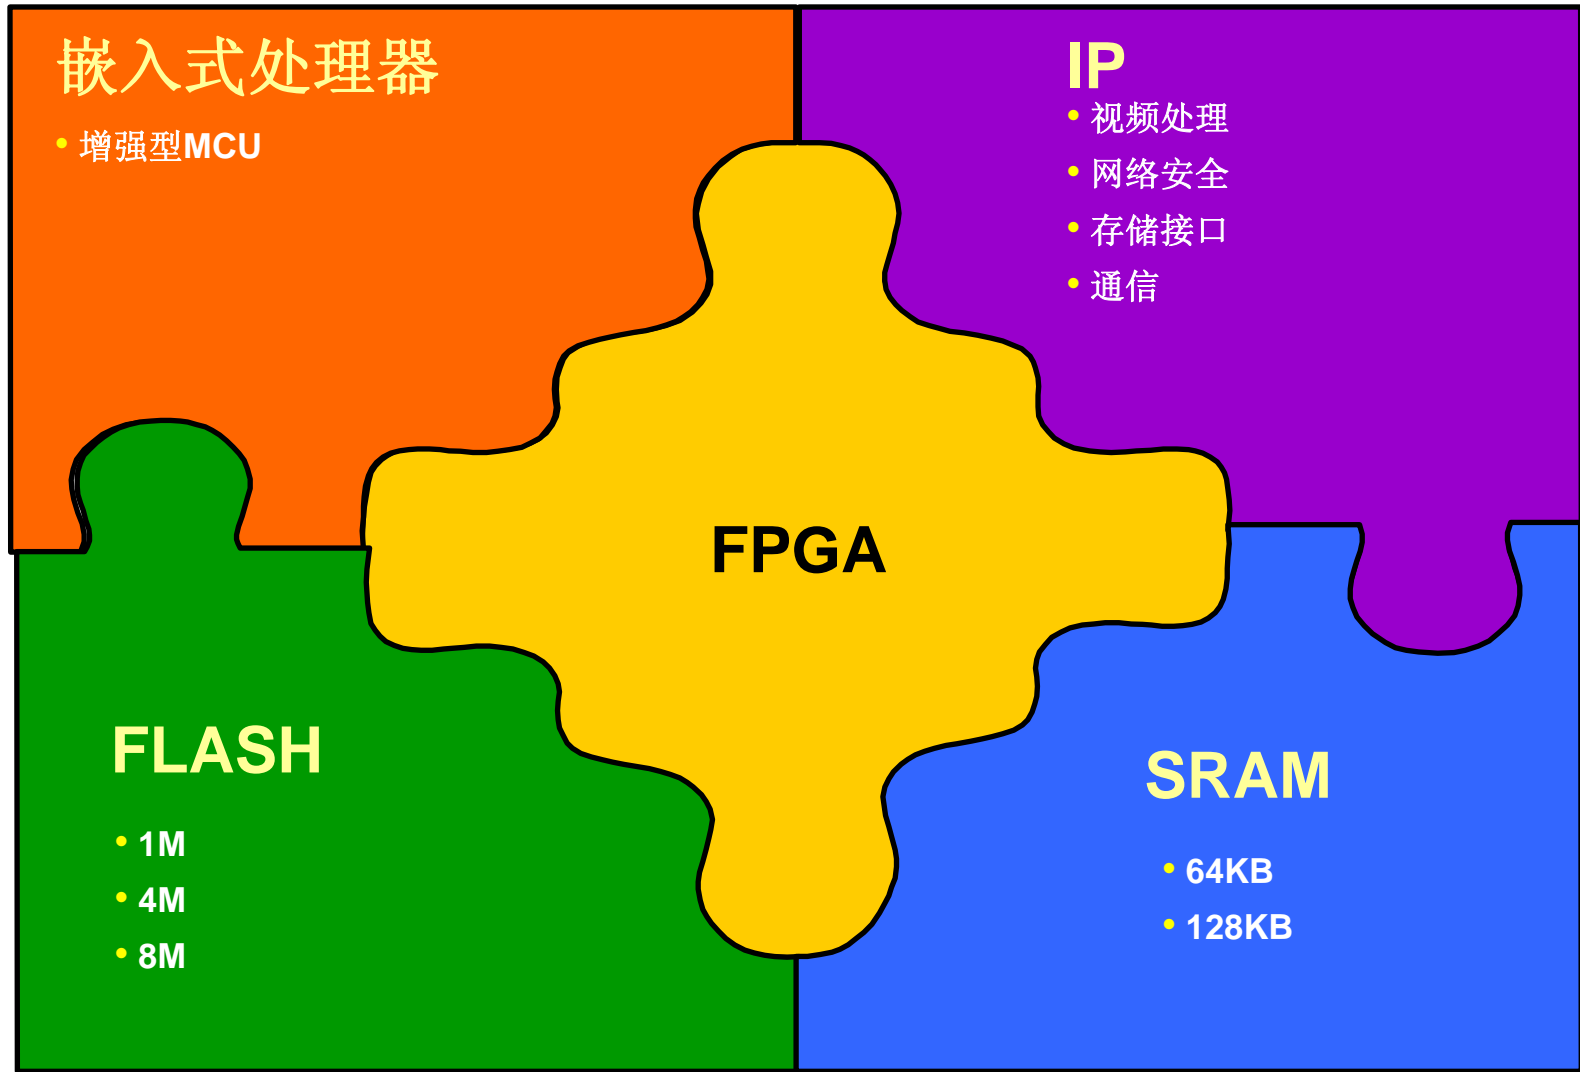 嵌入式处理器
• 增强型MCU
IP
• 视频处理
• 网络安全
• 存储接口
• 通信
FPGA
FLASH
• 1M
• 4M
• 8M
SRAM
• 64KB
• 128KB